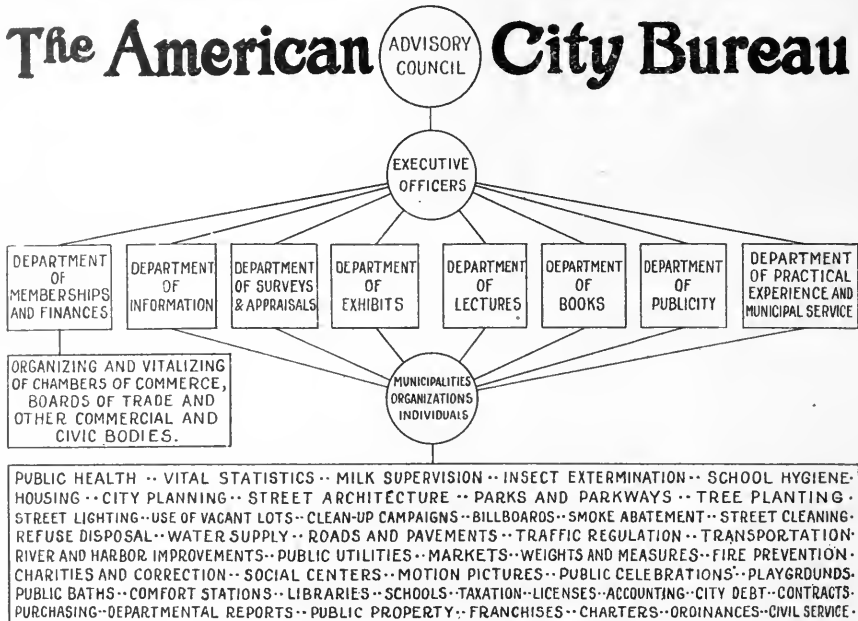 The American City Bureau
ADVISORY
COUNCIL
EXECUTIVE
OFFICERS
DEPARTMENT
OF
MEMBERSHIPS
AND FINANCES
DEPARTMENT
OF
INFORMATION
DEPARTMENT
OF SURVEYS
& APPRAISALS
DEPARTMENT
OF
EXHIBITS
DEPARTMENT
OF
LECTURES
DEPARTMENT
OF
BOOKS
DEPARTMENT
OF
PUBLICITY
DEPARTMENT
OF PRACTICAL
EXPERIENCE AND
MUNICIPAL SERVICE
ORGANIZING AND VITALIZING
OF CHAMBERS OF COMMERCE,
BOARDS OF TRADE AND
OTHER COMMERCIAL AND
CIVIC BODIES.
MUNICIPALITIES
ORGANIZATIONS
INDIVIDUALS
PUBLIC HEALTH ·· VITAL STATISTICS ·· MILK SUPERVISION ·· INSECT EXTERMINATION ·· SCHOOL HYGIENE·
HOUSING ·· CITY PLANNING ·· STREET ARCHITECTURE ·· PARKS AND PARKWAYS ·· TREE PLANTING ·
STREET LIGHTING ·· USE OF VACANT LOTS ·· CLEAN-UP CAMPAIGNS ·· BILLBOARDS ·· SMOKE ABATEMENT ·· STREET CLEANING·
REFUSE DISPOSAL ·· WATER SUPPLY ·· ROADS AND PAVEMENTS ·· TRAFFIC REGULATION ·· TRANSPORTATION·
RIVER AND HARBOR IMPROVEMENTS ·· PUBLIC UTILITIES ·· MARKETS ·· WEIGHTS AND MEASURES ·· FIRE PREVENTION ·
CHARITIES AND CORRECTION ·· SOCIAL CENTERS ·· MOTION PICTURES ·· PUBLIC CELEBRATIONS ·· PLAYGROUNDS·
PUBLIC BATHS ·· COMFORT STATIONS ·· LIBRARIES ·· SCHOOLS ·· TAXATION ·· LICENSES ·· ACCOUNTING ·· CITY DEBT ·· CONTRACTS·
PURCHASING ·· DEPARTMENTAL REPORTS ·· PUBLIC PROPERTY ·· FRANCHISES ·· CHARTERS ·· ORDINANCES ·· CIVIL SERVICE ·